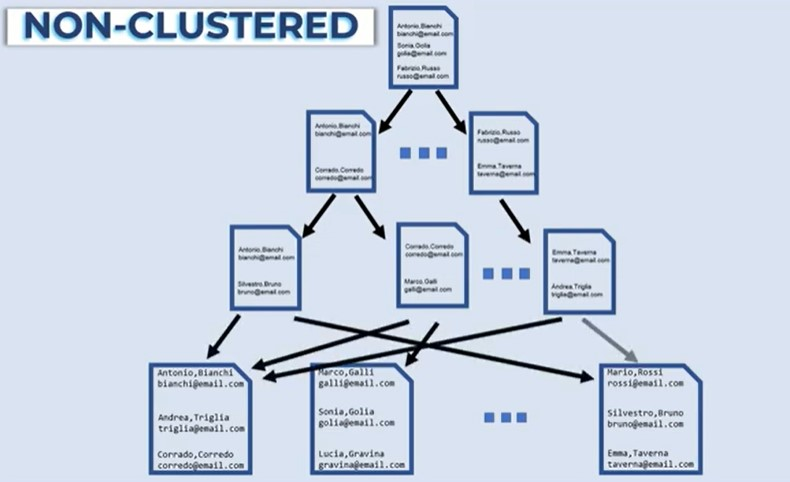 NON-CLUSTERED
Antonio,Bianchi
bianchi@email.com
Sonia,Golia
golia@email.com
Fabrizio,Russo
russo@email.com
Antonio,Bianchi
bianchi@email.com
Corrado,Corredo
corredo@email.com
Fabrizio,Russo
russo@email.com
Emma,Taverna
taverna@email.com
Antonio,Bianchi
bianchi@email.com
Silvestro,Bruno
bruno@email.com
Corrado,Corredo
corredo@email.com
Marco,Galli
galli@email.com
Emma,Taverna
taverna@email.com
Andrea,Triglia
triglia@email.com
Antonio,Bianchi
bianchi@email.com
Andrea,Triglia
triglia@email.com
Corrado,Corredo
corredo@email.com
Marco,Galli
galli@email.com
Sonia,Golia
golia@email.com
Lucia,Gravina
gravina@email.com
Mario,Rossi
rossi@email.com
Silvestro,Bruno
bruno@email.com
Emma,Taverna
taverna@email.com